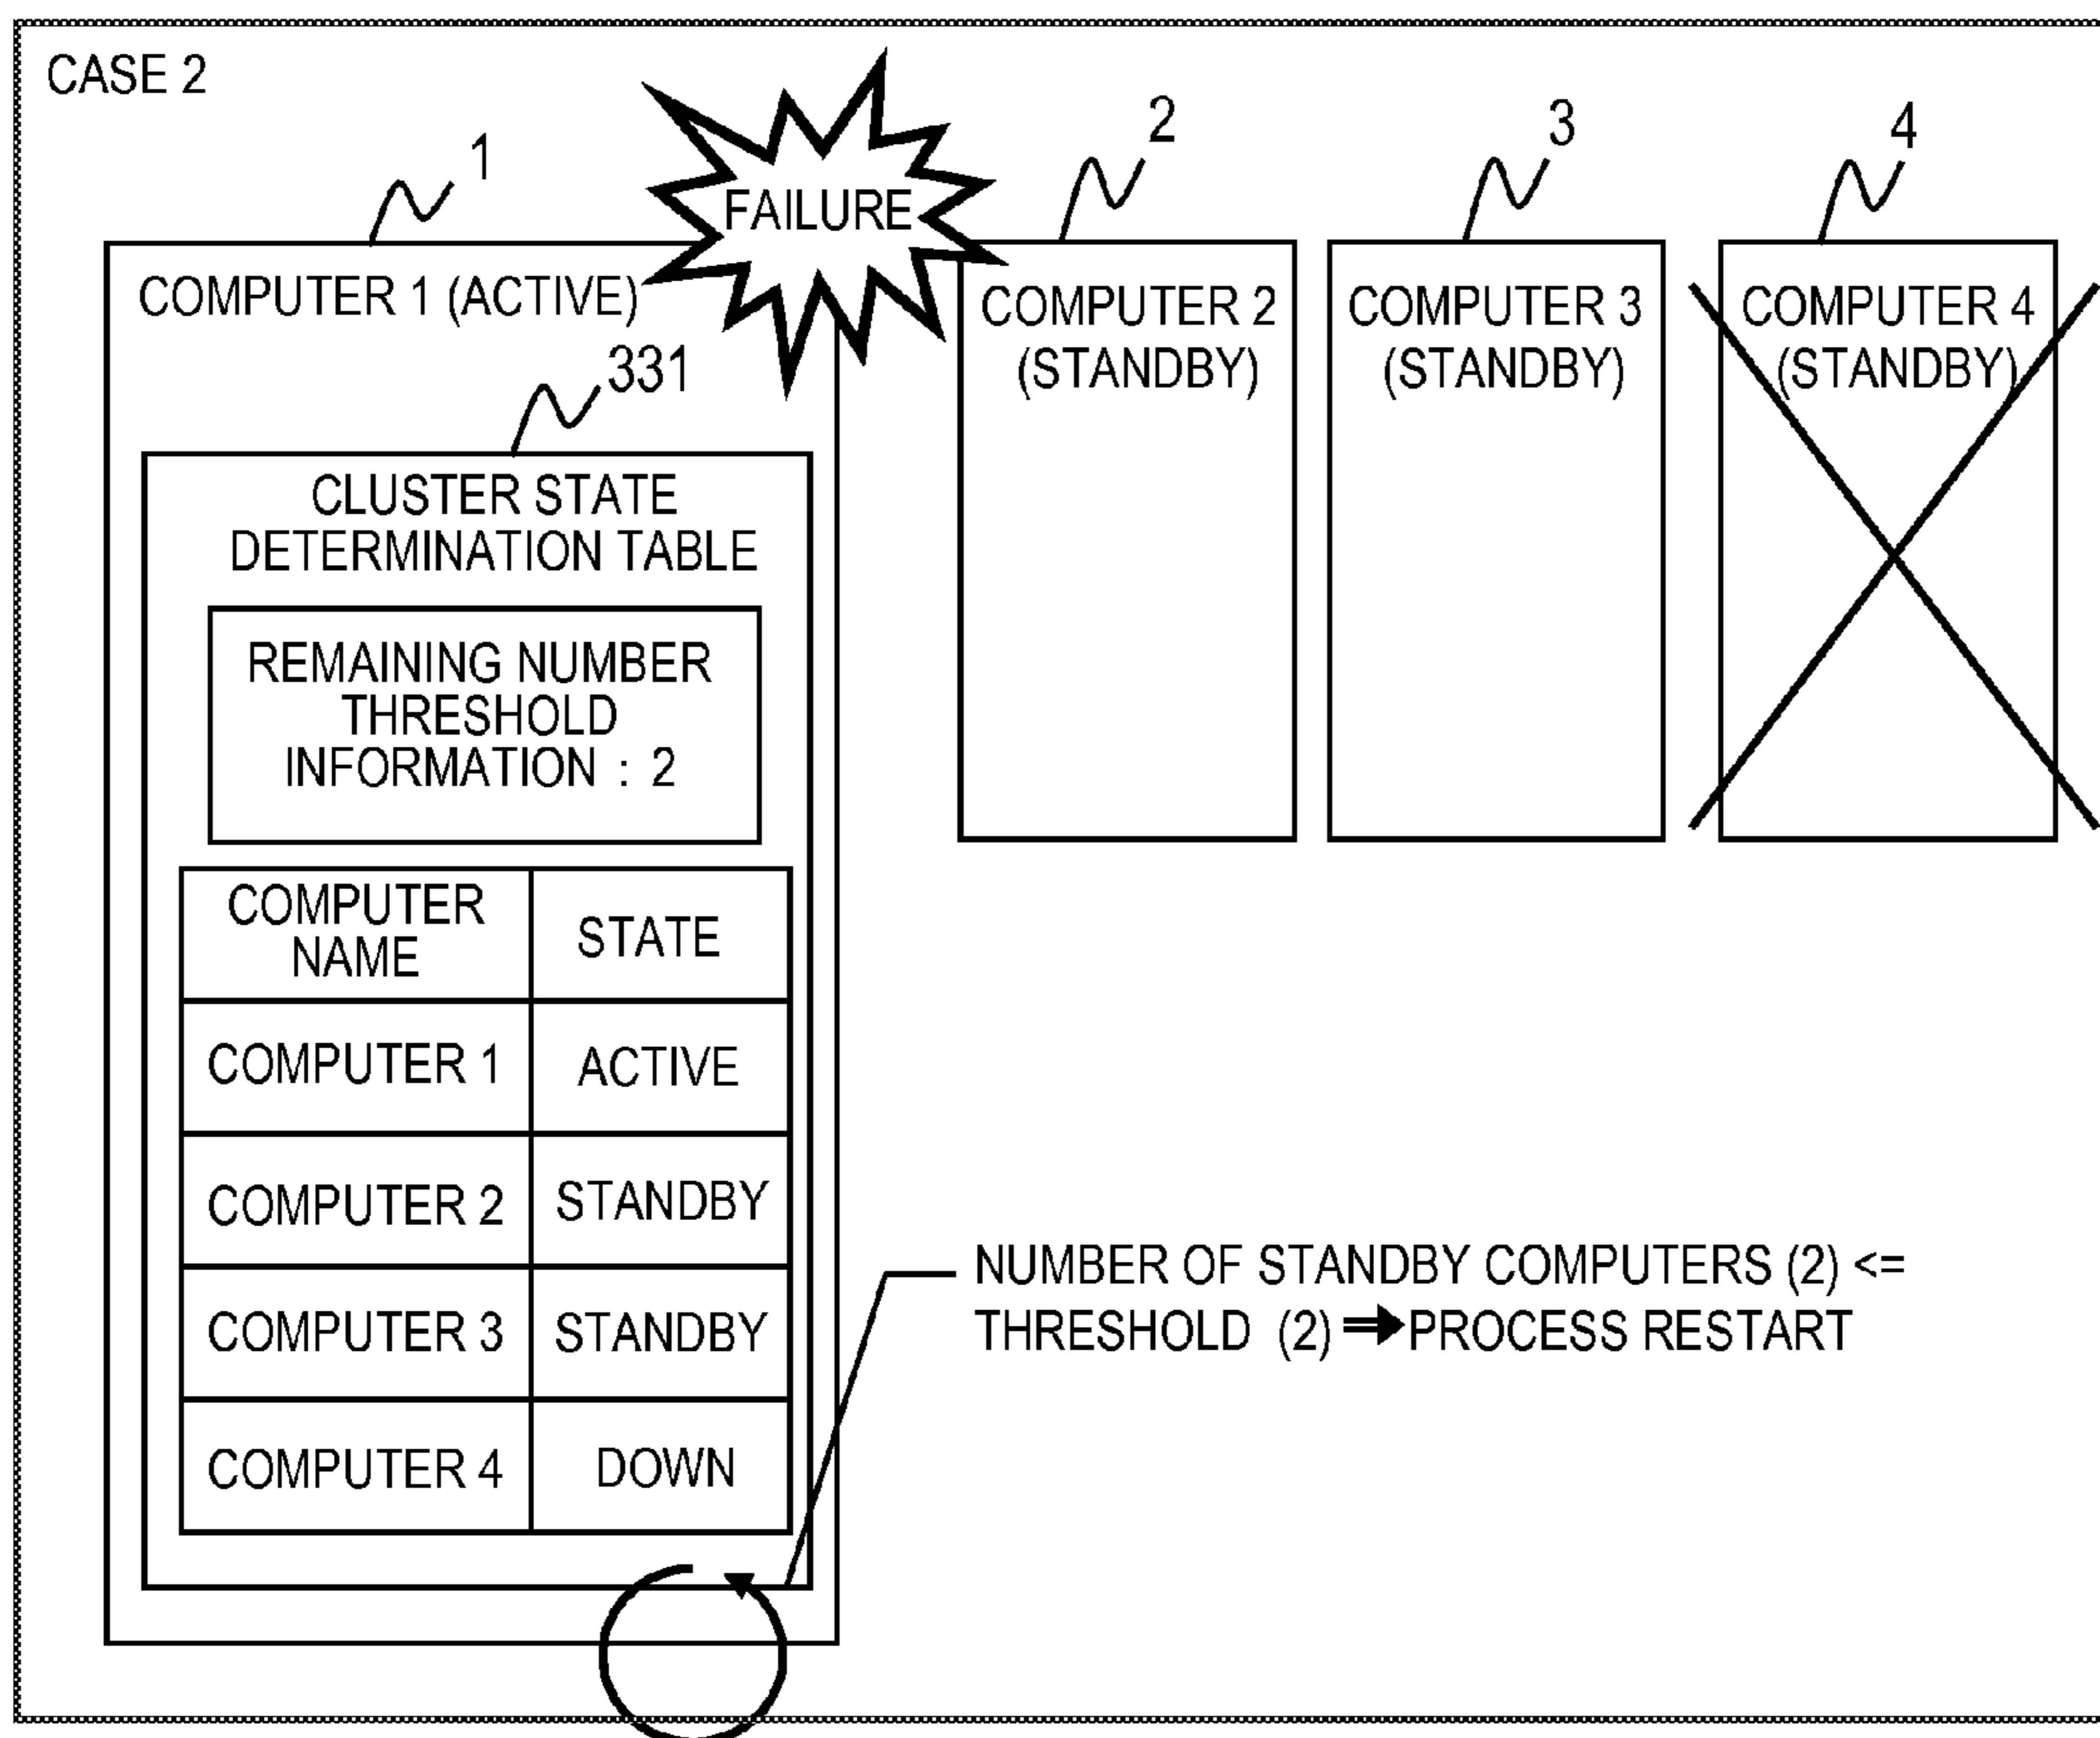 CASE 2
1
FAILURE
2
3
4
COMPUTER 1 (ACTIVE)
COMPUTER 2
(STANDBY)
COMPUTER 3
(STANDBY)
COMPUTER 4
(STANDBY)
331
CLUSTER STATE
DETERMINATION TABLE
REMAINING NUMBER
THRESHOLD
INFORMATION : 2
COMPUTER
NAME
STATE
COMPUTER 1
ACTIVE
COMPUTER 2
STANDBY
COMPUTER 3
STANDBY
COMPUTER 4
DOWN
NUMBER OF STANDBY COMPUTERS (2) <=
THRESHOLD (2) ➡PROCESS RESTART